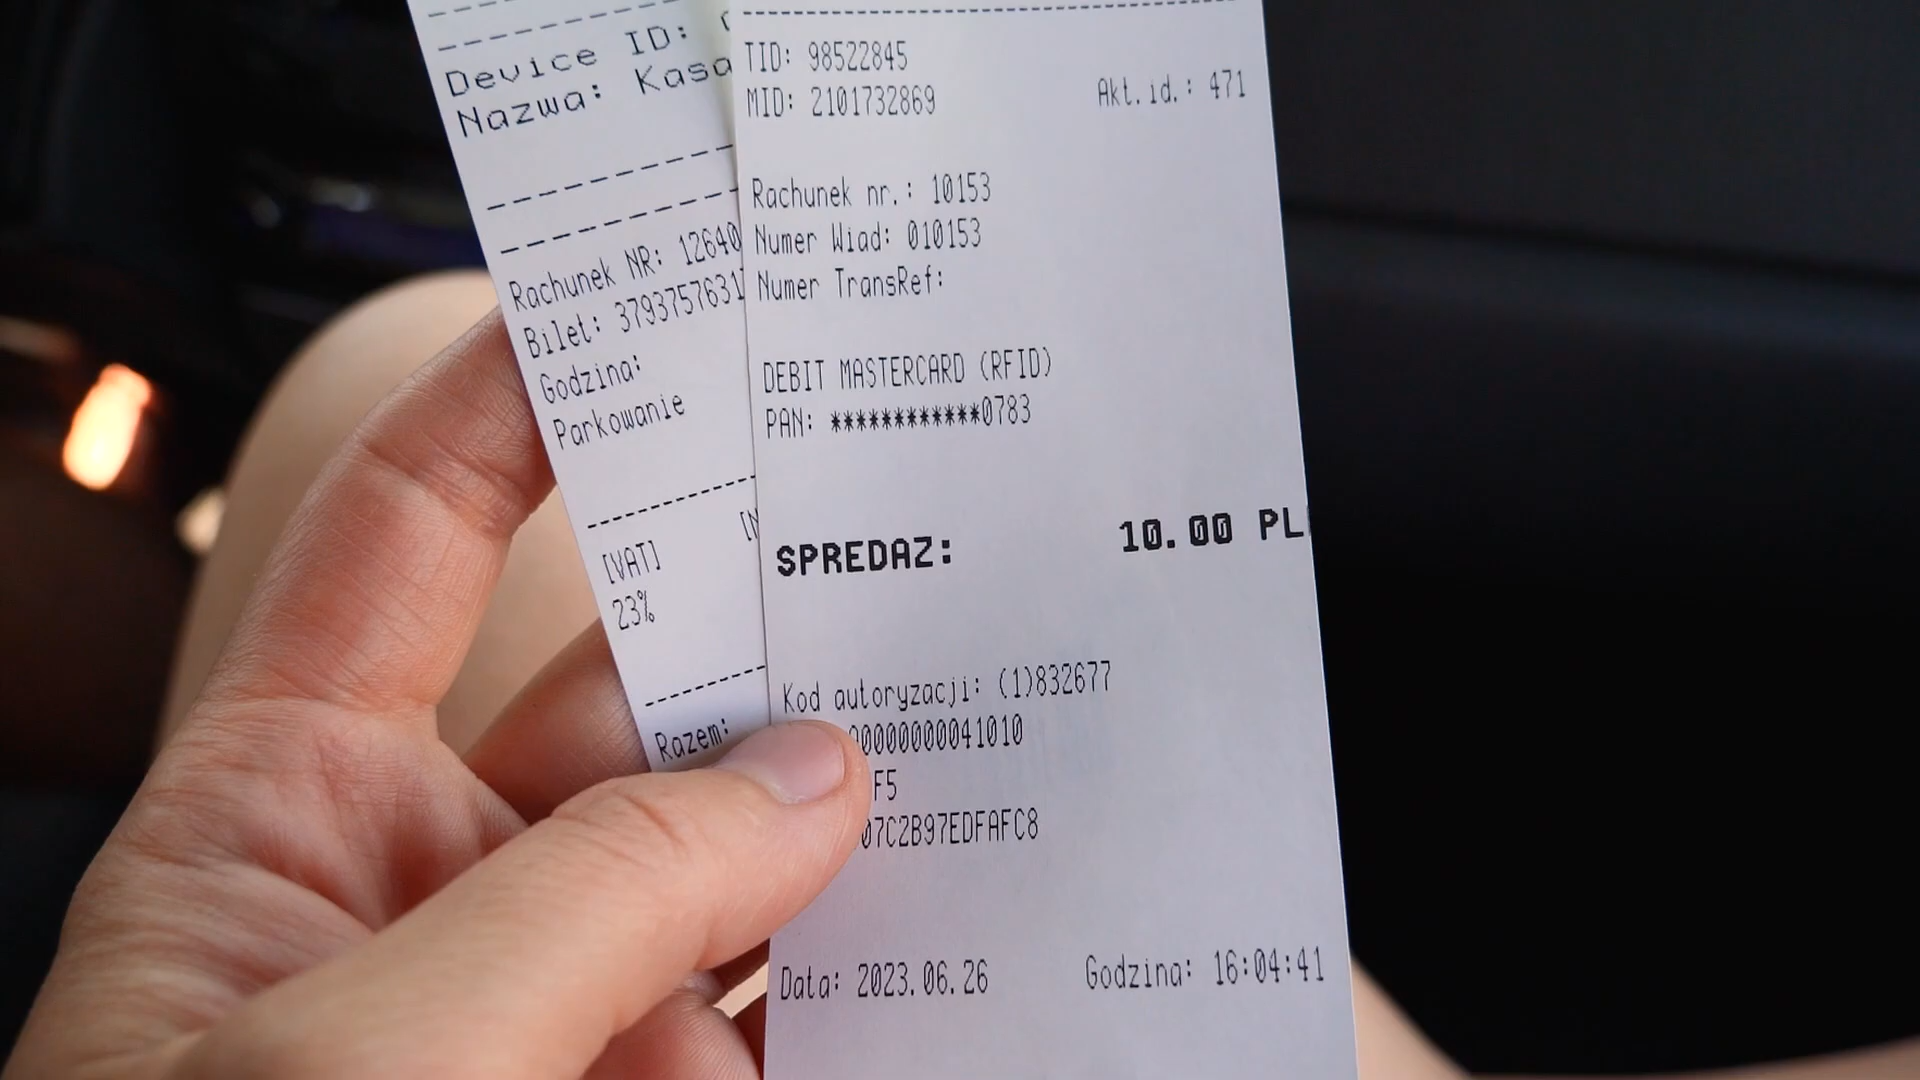 Device ID:
Nazwa: Kasa
Rachunek NR: 12640
Bilet: 3793757631
Godzina:
Parkowanie
[VAT]
23%
Razem:
TID: 98522845
MID: 2101732869 Akt.id.: 471
Rachunek nr.: 10153
Numer Wiad: 010153
Numer TransRef:
DEBIT MASTERCARD (RFID)
PAN: ************0783
SPREDAZ: 10.00 PL
Kod autoryzacji: (1)832677
00000000041010
F5
07C2B97EDFAFC8
Data: 2023.06.26 Godzina: 16:04:41